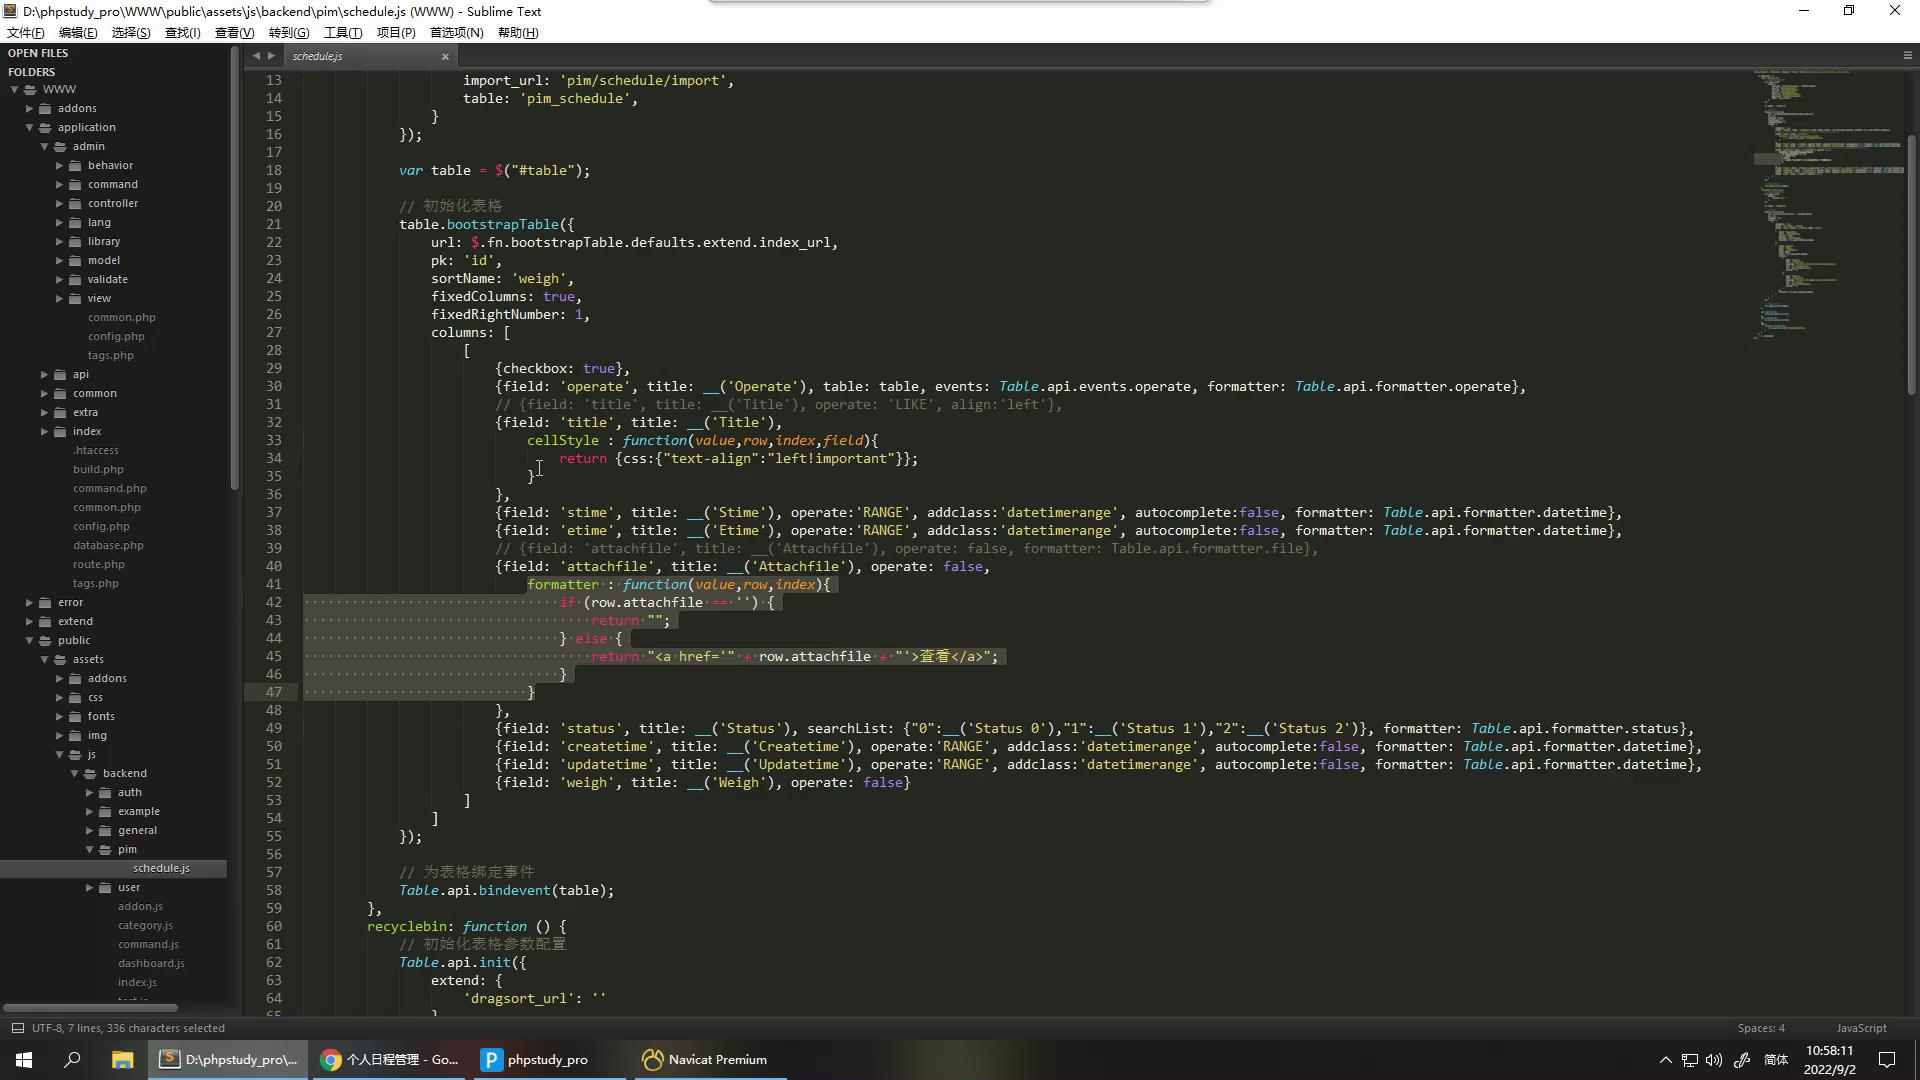 D:\phpstudy_pro\WWW\public\assets\js\backend\pim\schedule.js (WWW) - Sublime Text
文件(F) 编辑(E) 选择(S) 查找(I) 查看(V) 转到(G) 工具(T) 项目(P) 首选项(N) 帮助(H)
OPEN FILES
FOLDERS
WWW
addons
application
admin
behavior
command
controller
lang
library
model
validate
view
common.php
config.php
tags.php
api
common
extra
index
.htaccess
build.php
command.php
common.php
config.php
database.php
route.php
tags.php
error
extend
public
assets
addons
css
fonts
img
js
backend
auth
example
general
pim
schedule.js
user
addon.js
category.js
command.js
dashboard.js
index.js
schedule.js
13 import_url: 'pim/schedule/import',
14 table: 'pim_schedule',
15 }
16 });
17
18 var table = $("#table");
19
20 // 初始化表格
21 table.bootstrapTable({
22 url: $.fn.bootstrapTable.defaults.extend.index_url,
23 pk: 'id',
24 sortName: 'weigh',
25 fixedColumns: true,
26 fixedRightNumber: 1,
27 columns: [
28 [
29 {checkbox: true},
30 {field: 'operate', title: __('Operate'), table: table, events: Table.api.events.operate, formatter: Table.api.formatter.operate},
31 // {field: 'title', title: __('Title'), operate: 'LIKE', align:'left'},
32 {field: 'title', title: __('Title'),
33 cellStyle : function(value,row,index,field){
34 return {css:{"text-align":"left!important"}};
35 }
36 },
37 {field: 'stime', title: __('Stime'), operate:'RANGE', addclass:'datetimerange', autocomplete:false, formatter: Table.api.formatter.datetime},
38 {field: 'etime', title: __('Etime'), operate:'RANGE', addclass:'datetimerange', autocomplete:false, formatter: Table.api.formatter.datetime},
39 // {field: 'attachfile', title: __('Attachfile'), operate: false, formatter: Table.api.formatter.file},
40 {field: 'attachfile', title: __('Attachfile'), operate: false,
41 formatter : function(value,row,index){
42 if (row.attachfile == '') {
43 return "";
44 } else {
45 return "<a href='" + row.attachfile + "'>查看</a>";
46 }
47 }
48 },
49 {field: 'status', title: __('Status'), searchList: {"0":__('Status 0'),"1":__('Status 1'),"2":__('Status 2')}, formatter: Table.api.formatter.status},
50 {field: 'createtime', title: __('Createtime'), operate:'RANGE', addclass:'datetimerange', autocomplete:false, formatter: Table.api.formatter.datetime},
51 {field: 'updatetime', title: __('Updatetime'), operate:'RANGE', addclass:'datetimerange', autocomplete:false, formatter: Table.api.formatter.datetime},
52 {field: 'weigh', title: __('Weigh'), operate: false}
53 ]
54 ]
55 });
56
57 // 为表格绑定事件
58 Table.api.bindevent(table);
59 },
60 recyclebin: function () {
61 // 初始化表格参数配置
62 Table.api.init({
63 extend: {
64 'dragsort_url': ''
65 }
UTF-8, 7 lines, 336 characters selected
Spaces: 4
JavaScript
D:\phpstudy_pro\...
个人日程管理 - Go...
phpstudy_pro
Navicat Premium
简体
10:58:11
2022/9/2